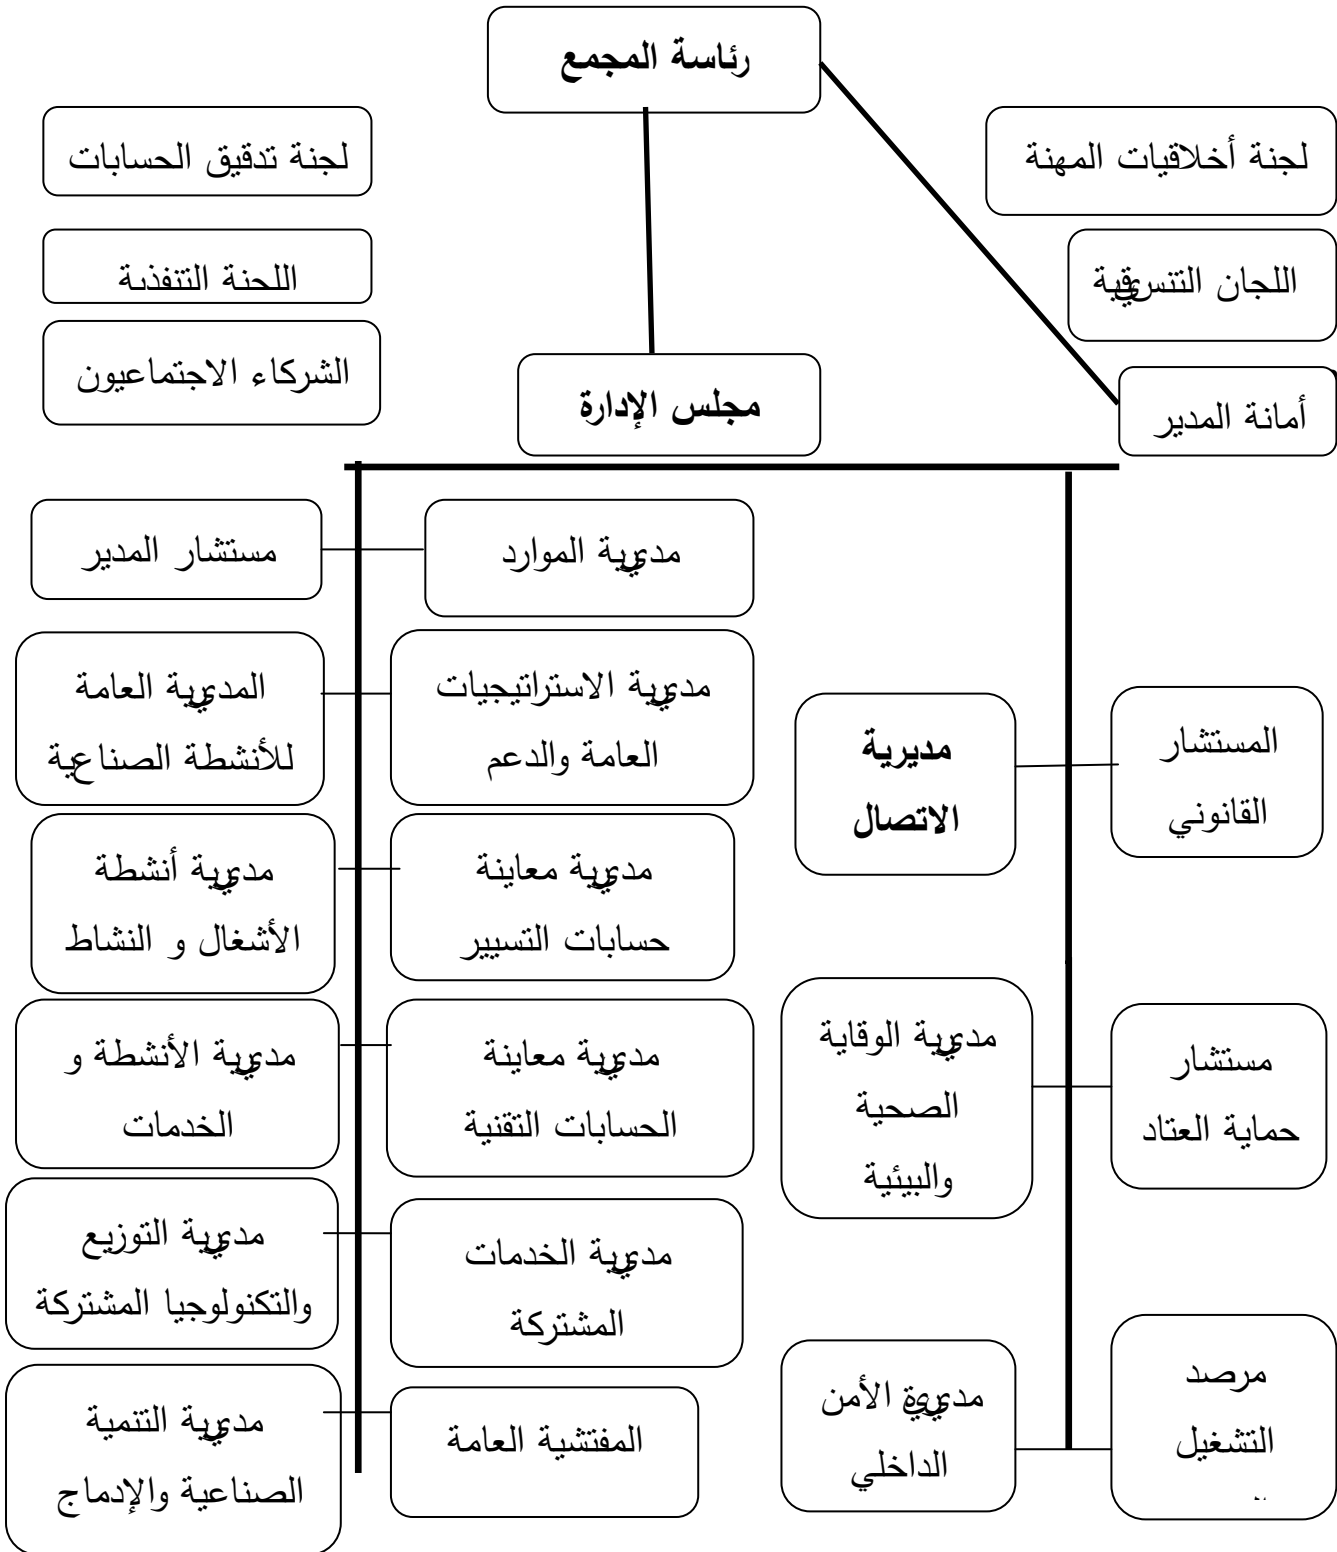 رئاسة المجمع
لجنة أخلاقيات المهنة
لجنة تدقيق الحسابات
اللجان التنسيقية
اللجنة التنفيذية
الشركاء الاجتماعيون
مجلس الإدارة
أمانة المدير
مديرية الموارد
مستشار المدير
مديرية الاستراتيجيات
العامة والدعم
المديرية العامة
للأنشطة الصناعية
المستشار
القانوني
مديرية
الاتصال
مديرية معاينة
حسابات التسيير
مديرية أنشطة
الأشغال و النشاط
مستشار
حماية العتاد
مديرية الوقاية
الصحية
والبيئية
مديرية معاينة
الحسابات التقنية
مديرية الأنشطة و
الخدمات
مديرية الخدمات
المشتركة
مديرية التوزيع
والتكنولوجيا المشتركة
مرصد
التشغيل
مديرية الأمن
الداخلي
المفتشية العامة
مديرية التنمية
الصناعية والإدماج